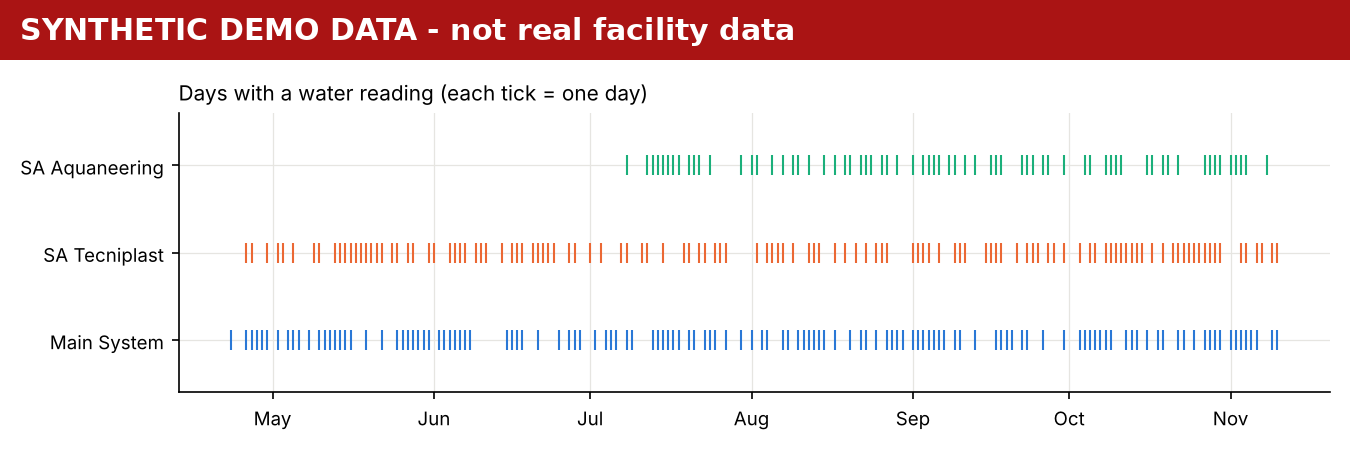 SYNTHETIC DEMO DATA - not real facility data
Days with a water reading (each tick = one day)
SA Aquaneering
SA Tecniplast
Main System
May Jun Jul Aug Sep Oct Nov